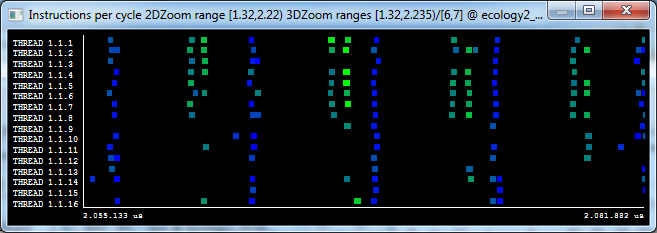 Instructions per cycle 2DZoom range [1.32,2.22) 3DZoom ranges [1.32,2.235)/[6,7] @ ecology2_...
THREAD 1.1.1
THREAD 1.1.2
THREAD 1.1.3
THREAD 1.1.4
THREAD 1.1.5
THREAD 1.1.6
THREAD 1.1.7
THREAD 1.1.8
THREAD 1.1.9
THREAD 1.1.10
THREAD 1.1.11
THREAD 1.1.12
THREAD 1.1.13
THREAD 1.1.14
THREAD 1.1.15
THREAD 1.1.16
2.055.133 us
2.081.882 us